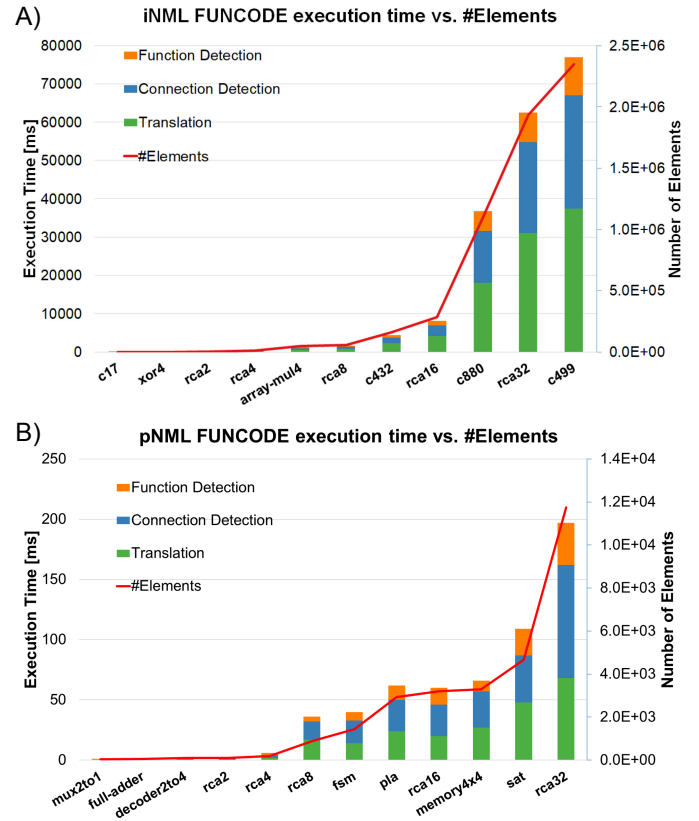 A)
iNML FUNCODE execution time vs. #Elements
80000
70000
60000
50000
40000
30000
20000
10000
0
Execution Time [ms]
Function Detection
Connection Detection
Translation
#Elements
2.5E+06
2.0E+06
1.5E+06
1.0E+06
5.0E+05
0.0E+00
Number of Elements
c17
xor4
rca2
rca4
array-mul4
rca8
c432
rca16
c880
rca32
c499
B)
pNML FUNCODE execution time vs. #Elements
250
200
150
100
50
0
Execution Time [ms]
Function Detection
Connection Detection
Translation
#Elements
1.4E+04
1.2E+04
1.0E+04
8.0E+03
6.0E+03
4.0E+03
2.0E+03
0.0E+00
Number of Elements
mux2to1
full-adder
decoder2to4
rca2
rca4
rca8
fsm
pla
rca16
memory4x4
sat
rca32